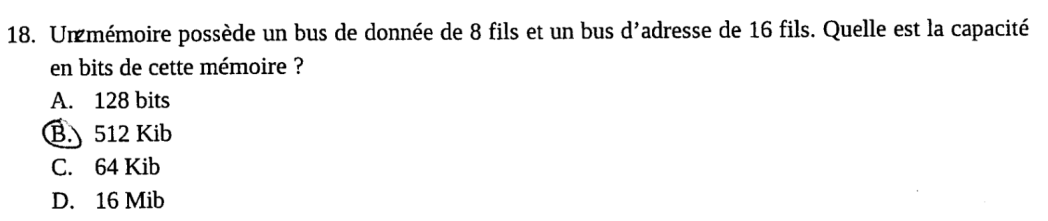 18. Une mémoire possède un bus de donnée de 8 fils et un bus d’adresse de 16 fils. Quelle est la capacité
en bits de cette mémoire ?
A. 128 bits
B. 512 Kib
C. 64 Kib
D. 16 Mib